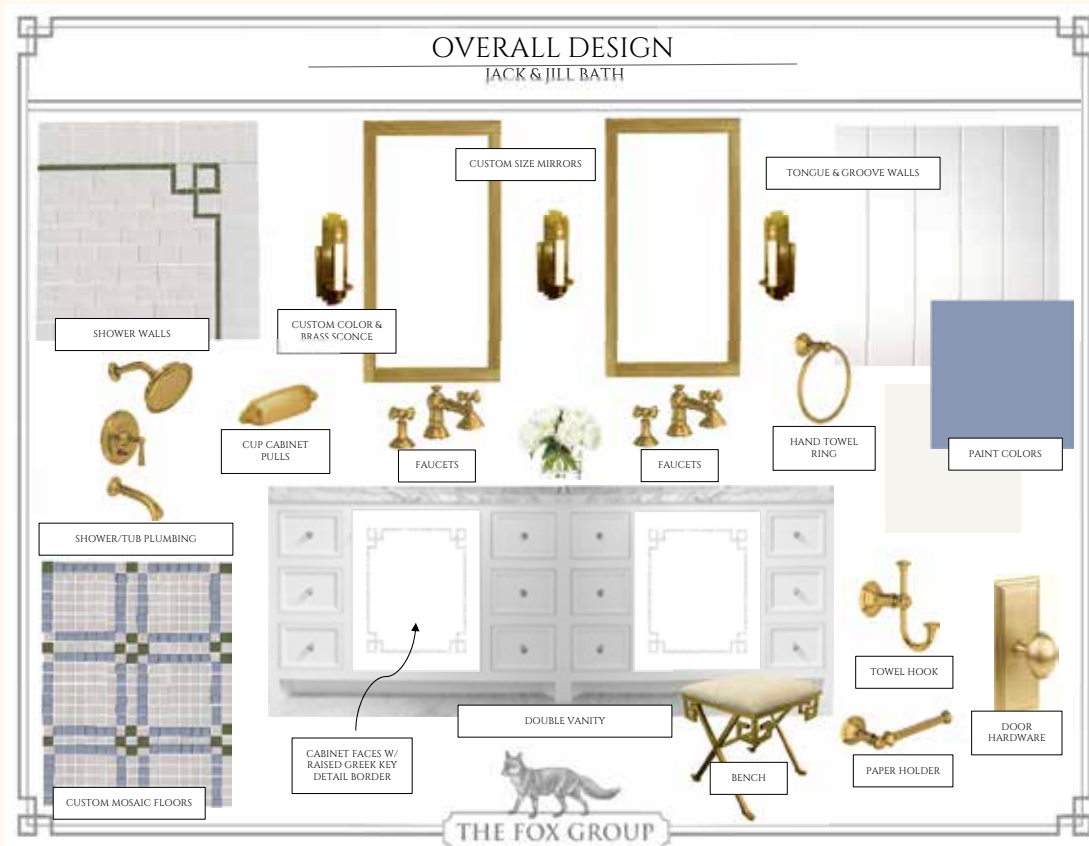 OVERALL DESIGN
JACK & JILL BATH
CUSTOM SIZE MIRRORS
TONGUE & GROOVE WALLS
SHOWER WALLS
CUSTOM COLOR &
BRASS SCONCE
CUP CABINET
PULLS
FAUCETS
FAUCETS
HAND TOWEL
RING
PAINT COLORS
SHOWER/TUB PLUMBING
TOWEL HOOK
DOUBLE VANITY
DOOR
HARDWARE
CABINET FACES W/
RAISED GREEK KEY
DETAIL BORDER
BENCH
PAPER HOLDER
CUSTOM MOSAIC FLOORS
THE FOX GROUP